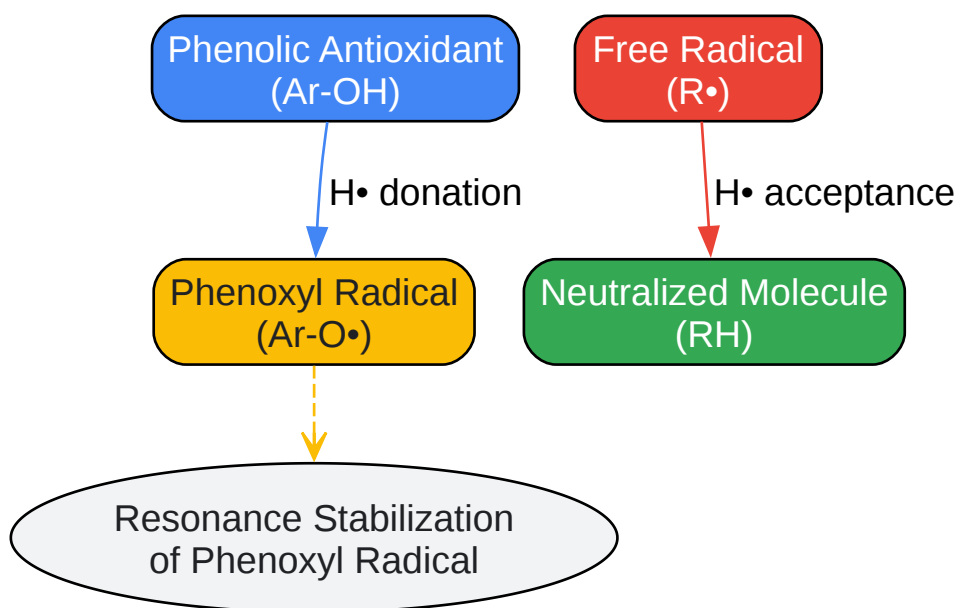 Phenolic Antioxidant
(Ar-OH)
Free Radical
(R•)
H• donation
H• acceptance
Phenoxyl Radical
(Ar-O•)
Neutralized Molecule
(RH)
Resonance Stabilization
of Phenoxyl Radical